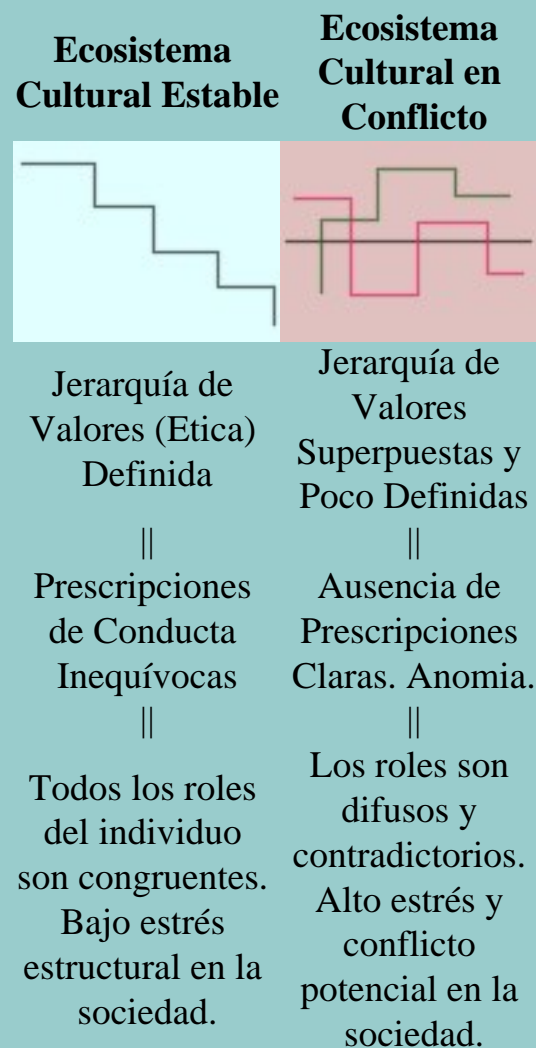 Ecosistema
Cultural Estable
Jerarquía de
Valores (Etica)
Definida
||
Prescripciones
de Conducta
Inequívocas
||
Todos los roles
del individuo
son congruentes.
Bajo estrés
estructural en la
sociedad.
Ecosistema
Cultural en
Conflicto
Jerarquía de
Valores
Superpuestas y
Poco Definidas
||
Ausencia de
Prescripciones
Claras. Anomia.
||
Los roles son
difusos y
contradictorios.
Alto estrés y
conflicto
potencial en la
sociedad.